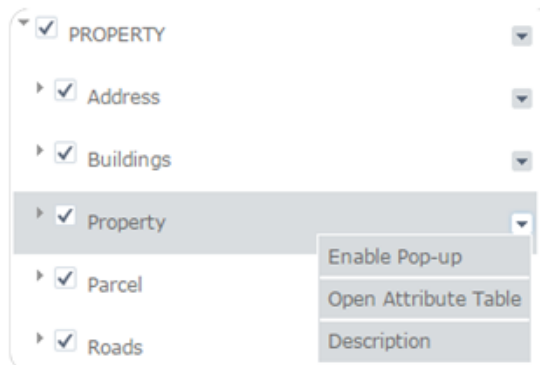 PROPERTY
Address
Buildings
Property
Enable Pop-up
Parcel
Open Attribute Table
Description
Roads